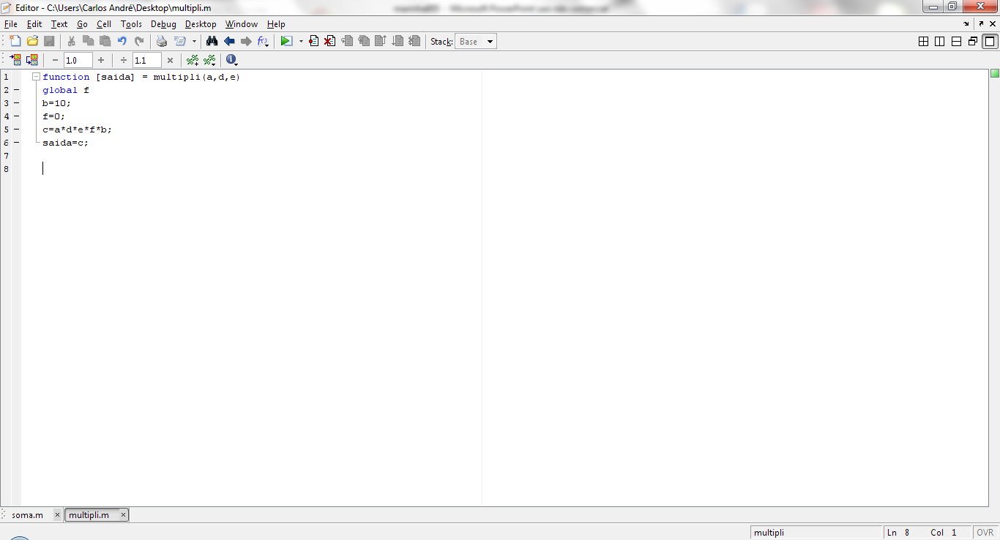 Editor - C:\Users\Carlos André\Desktop\multipli.m
File Edit Text Go Cell Tools Debug Desktop Window Help
Stack: Base
− 1.0 + ÷ 1.1 ×
1 function [saida] = multipli(a,d,e)
2 − global f
3 − b=10;
4 − f=0;
5 − c=a*d*e*f*b;
6 − saida=c;
7
8
soma.m × multipli.m ×
multipli Ln 8 Col 1 OVR